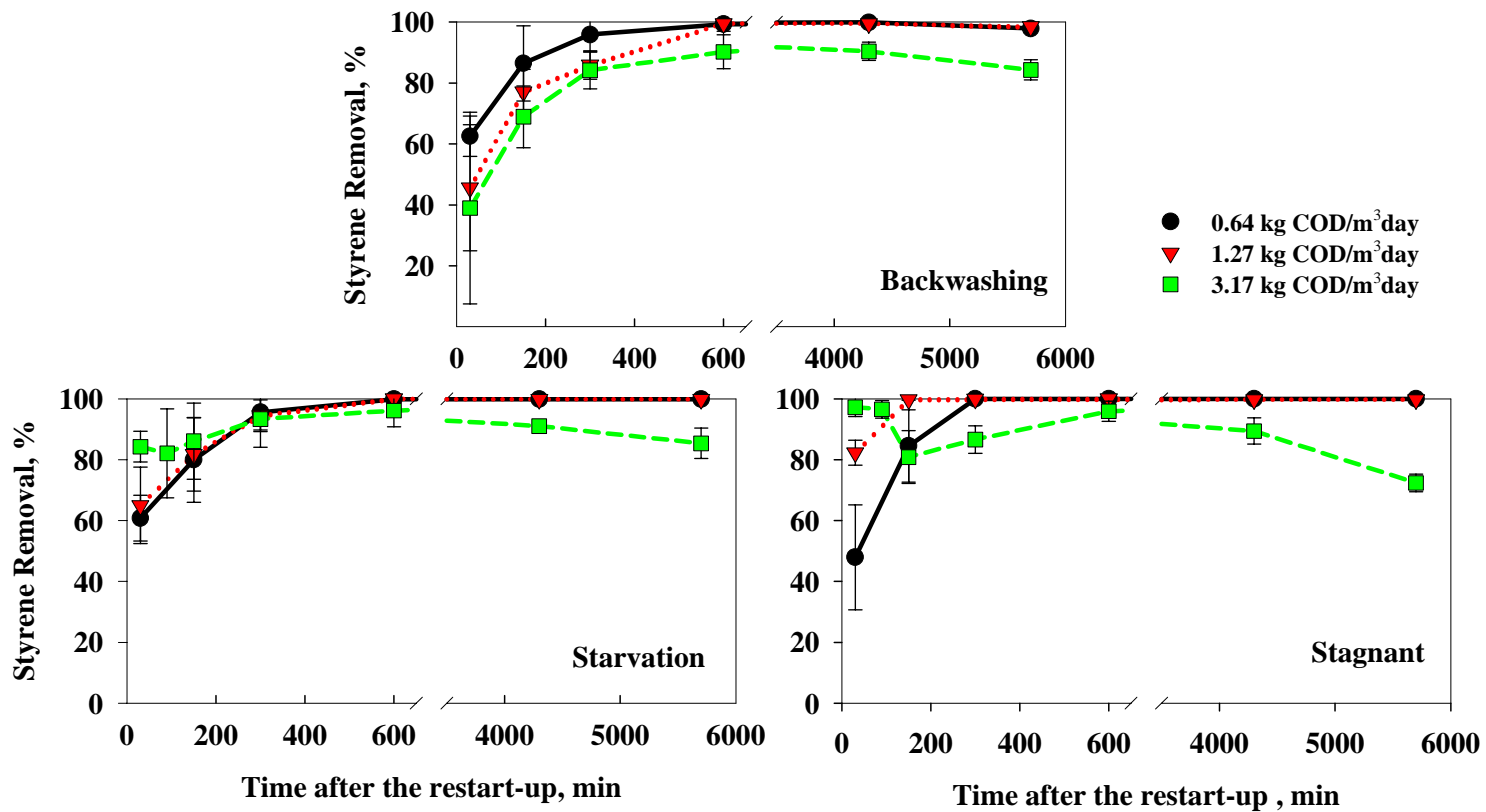 100
80
60
40
20
Styrene Removal, %
Backwashing
0 200 400 600 4000 5000 6000
0.64 kg COD/m³day
1.27 kg COD/m³day
3.17 kg COD/m³day
100
80
60
40
20
0
Styrene Removal, %
Starvation
0 200 400 600 4000 5000 6000
Time after the restart-up, min
100
80
60
40
20
0
Stagnant
0 200 400 600 4000 5000 6000
Time after the restart-up , min